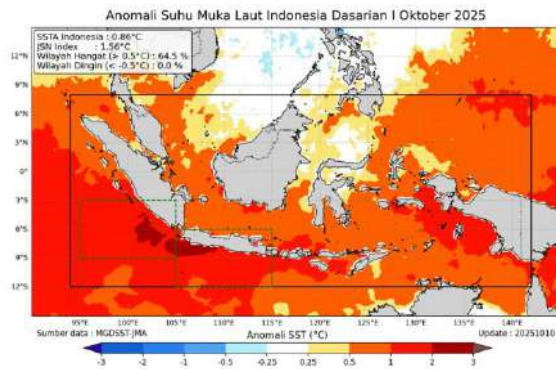 Anomali Suhu Muka Laut Indonesia Dasarian I Oktober 2025
SSTA Indonesia : 0.86°C
JSN Index : 1.56°C
Wilayah Hangat (> 0.5°C) : 64.5 %
Wilayah Dingin (< -0.5°C) : 0.0 %
12°N
9°N
6°N
3°N
0°N
3°S
6°S
9°S
12°S
95°E 100°E 105°E 110°E 115°E 120°E 125°E 130°E 135°E 140°E
Sumber data : MGDSST-JMA Anomali SST (°C) Update : 20251010
-3 -2 -1 -0.5 -0.25 0.25 0.5 1 2 3